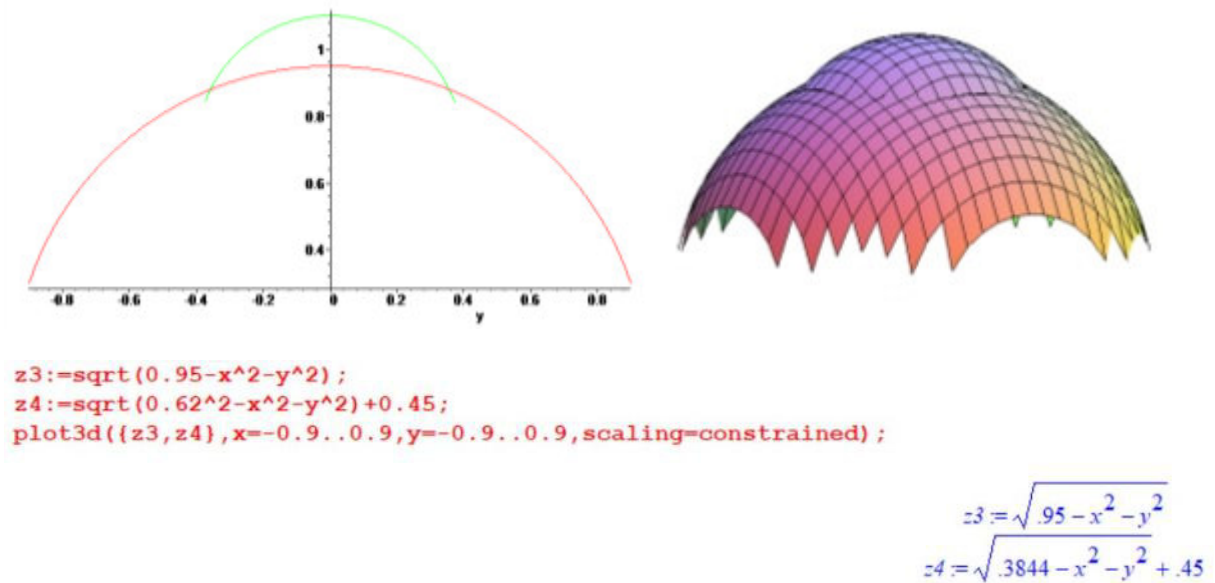 1
0.8
0.6
0.4
-0.8 -0.6 -0.4 -0.2 0 0.2 0.4 0.6 0.8
y
z3:=sqrt(0.95-x^2-y^2);
z4:=sqrt(0.62^2-x^2-y^2)+0.45;
plot3d({z3,z4},x=-0.9..0.9,y=-0.9..0.9,scaling=constrained);
z3 := √.95 − x² − y²
z4 := √.3844 − x² − y² + .45